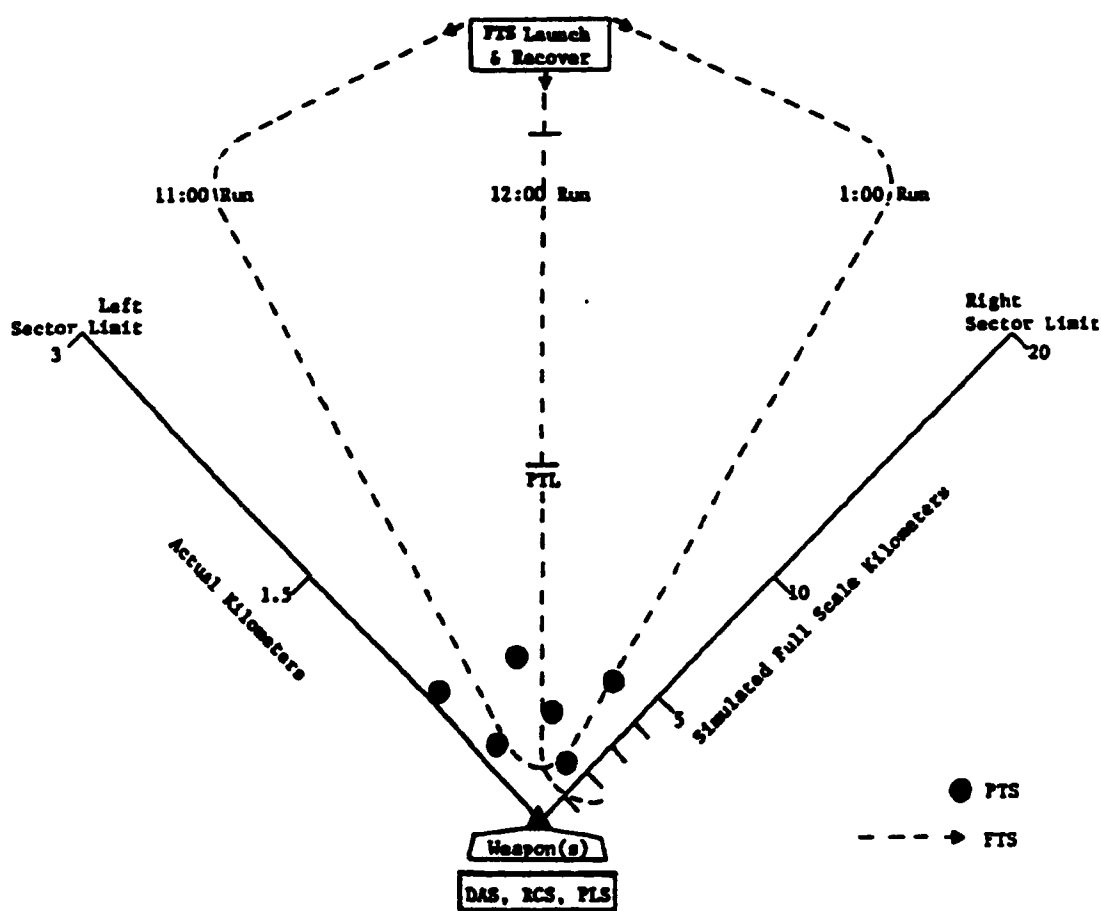 FTS Launch
& Recover
11:00 Run
12:00 Run
1:00 Run
Left
Sector Limit
3
Right
Sector Limit
20
PTL
Actual Kilometers
1.5
10
Simulated Full Scale Kilometers
5
PTS
FTS
Weapon(s)
DAS, RCS, PLS